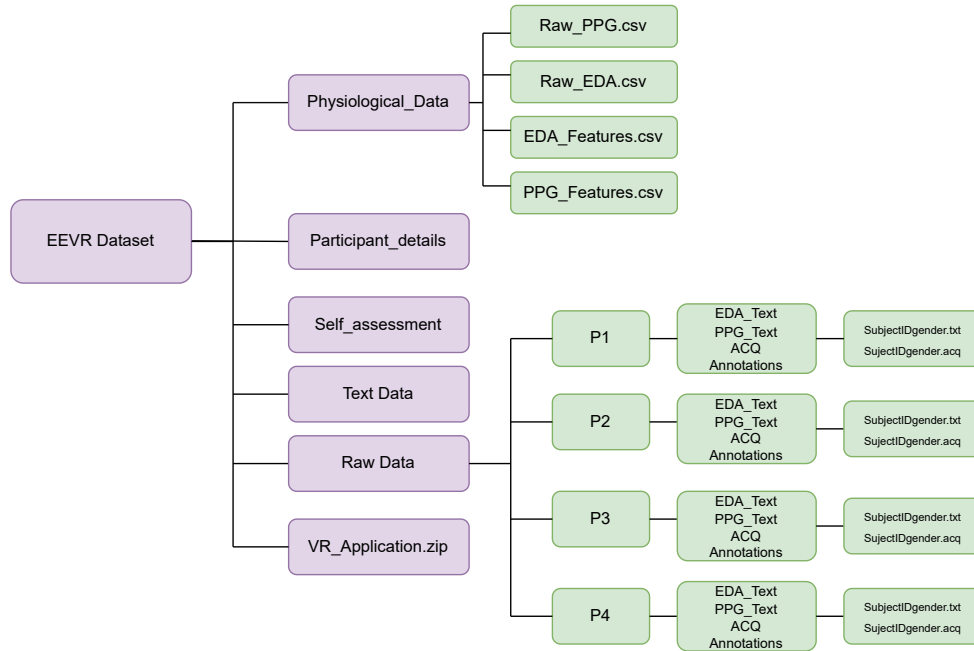 Raw_PPG.csv
Raw_EDA.csv
Physiological_Data
EDA_Features.csv
PPG_Features.csv
EEVR Dataset
Participant_details
Self_assessment
Text Data
Raw Data
VR_Application.zip
P1
EDA_Text
PPG_Text
ACQ
Annotations
SubjectIDgender.txt
SujectIDgender.acq
P2
EDA_Text
PPG_Text
ACQ
Annotations
SubjectIDgender.txt
SujectIDgender.acq
P3
EDA_Text
PPG_Text
ACQ
Annotations
SubjectIDgender.txt
SujectIDgender.acq
P4
EDA_Text
PPG_Text
ACQ
Annotations
SubjectIDgender.txt
SujectIDgender.acq